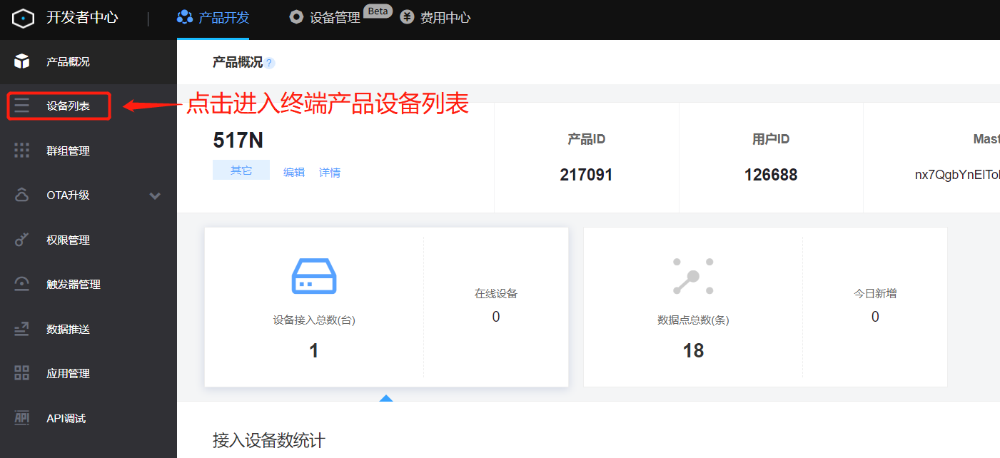 开发者中心
产品开发
设备管理
Beta
费用中心
产品概况
产品概况
?
设备列表
点击进入终端产品设备列表
群组管理
OTA升级
权限管理
触发器管理
数据推送
应用管理
API
API调试
517N
其它
编辑
详情
产品ID
217091
用户ID
126688
Mast
设备接入总数(台)
1
在线设备
0
数据点总数(条)
18
今日新增
0
接入设备数统计